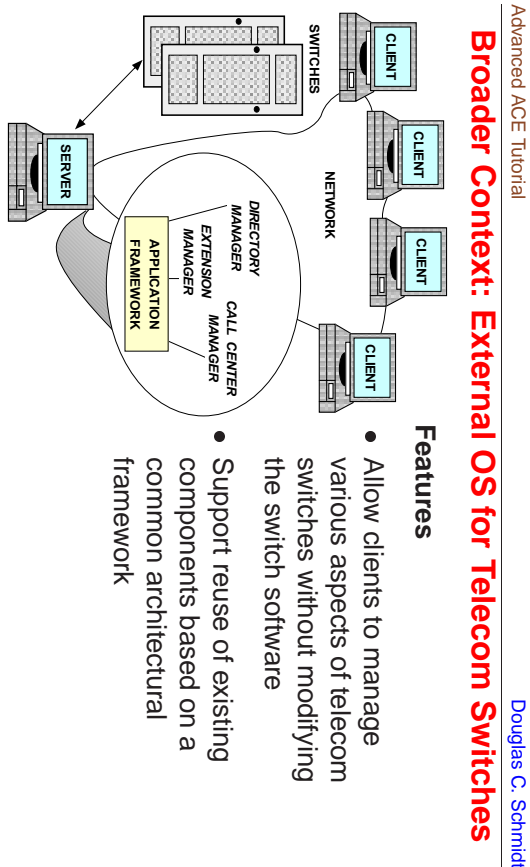 Advanced ACE Tutorial
Douglas C. Schmidt
Broader Context: External OS for Telecom Switches
CLIENT
CLIENT
CLIENT
CLIENT
SWITCHES
NETWORK
SERVER
DIRECTORY
MANAGER
EXTENSION
MANAGER
CALL CENTER
MANAGER
APPLICATION
FRAMEWORK
Features
• Allow clients to manage
various aspects of telecom
switches without modifying
the switch software
• Support reuse of existing
components based on a
common architectural
framework